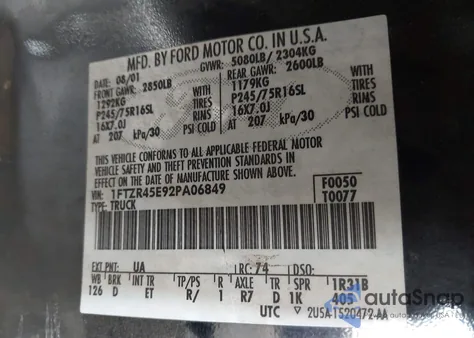 MFD. BY FORD MOTOR CO. IN U.S.A.
DATE: 08/01 GVWR: 5080LB/ 2304KG
FRONT GAWR: 2850LB REAR GAWR: 2600LB
1292KG WITH 1179KG WITH
P245/75R16SL TIRES P245/75R16SL TIRES
16X7.0J RIMS 16X7.0J RIMS
AT 207 kPa/30 PSI COLD AT 207 kPa/30 PSI COLD
THIS VEHICLE CONFORMS TO ALL APPLICABLE FEDERAL MOTOR
VEHICLE SAFETY AND THEFT PREVENTION STANDARDS IN
EFFECT ON THE DATE OF MANUFACTURE SHOWN ABOVE.
VIN: 1FTZR45E92PA06849 F0050
TYPE: TRUCK T0077
EXT PNT: UA RC: 74 DSO:
WB BRK INT TR TP/PS R AXLE TR SPR 1R31B
126 D ET R/ 1 R7 D 1K 405
UTC ▽ 2U5A-1520472-AA
autoSnap